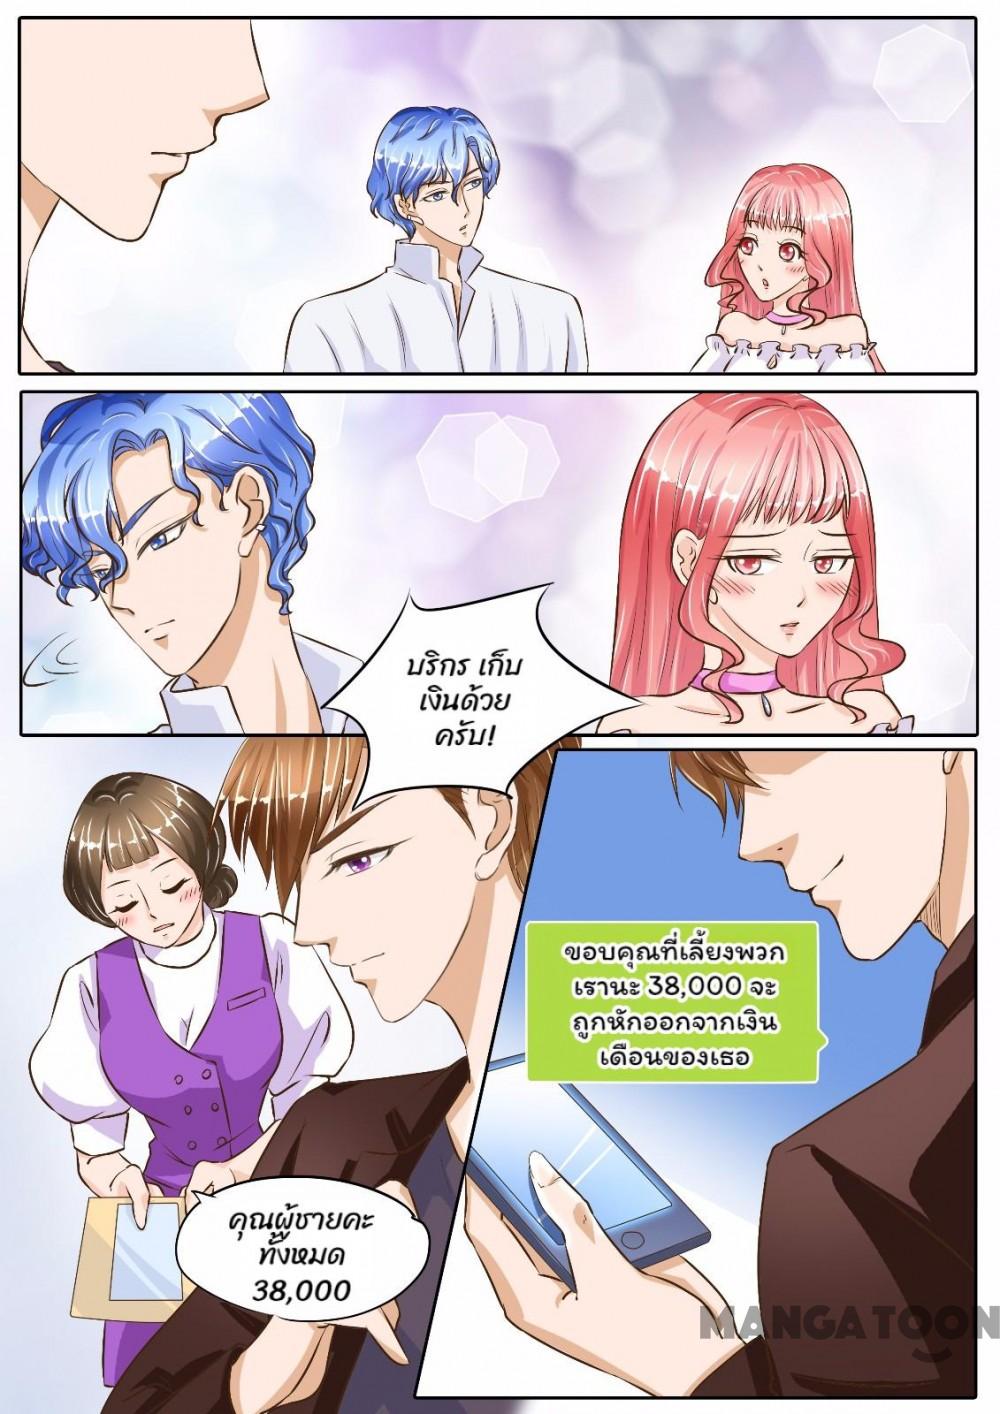 บริกร เก็บ
เงินด้วย
ครับ!
คุณผู้ชายคะ
ทั้งหมด
38,000
ขอบคุณที่เลี้ยงพวก
เรานะ 38,000 จะ
ถูกหักออกจากเงิน
เดือนของเธอ
MANGATOON